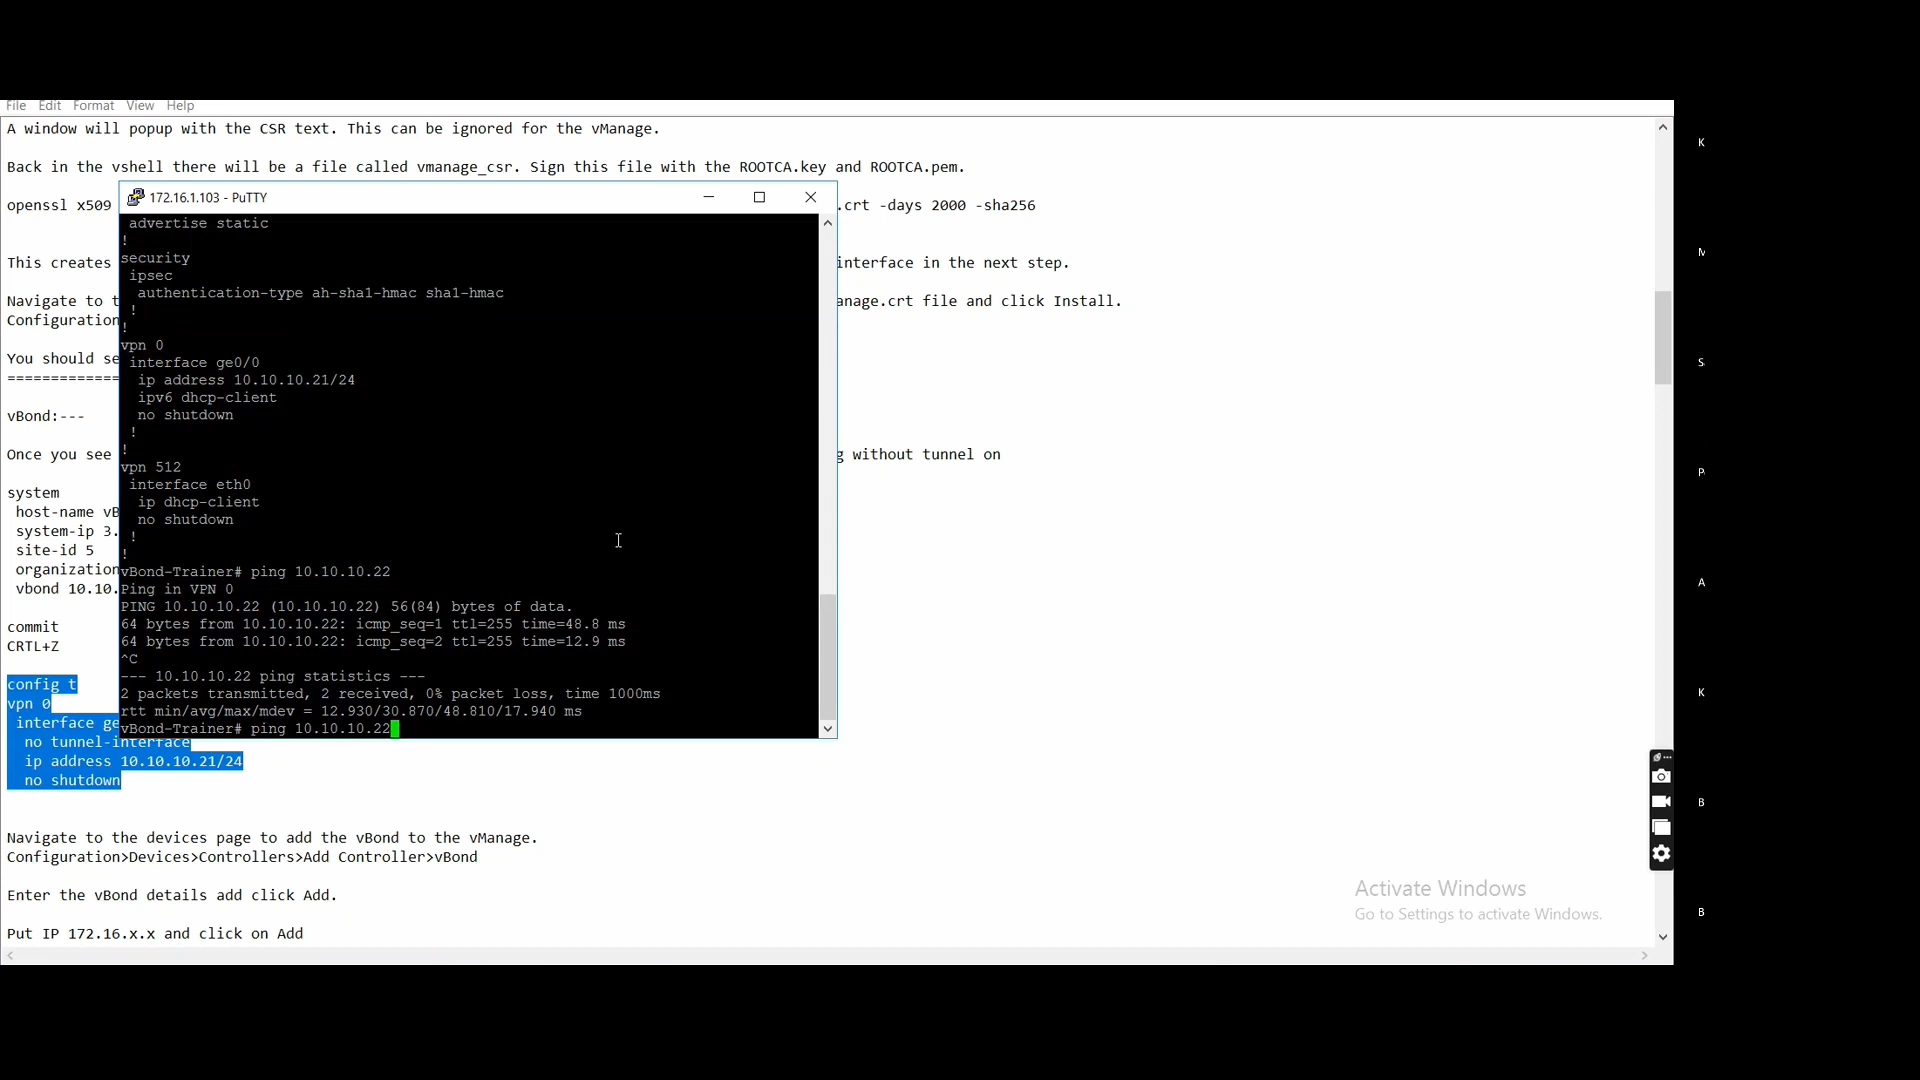 File Edit Format View Help
A window will popup with the CSR text. This can be ignored for the vManage.
Back in the vshell there will be a file called vmanage_csr. Sign this file with the ROOTCA.key and ROOTCA.pem.
openssl x509 .crt -days 2000 -sha256
This creates interface in the next step.
Navigate to t anage.crt file and click Install.
Configuration
You should se
=============
vBond:---
Once you see g without tunnel on
system
host-name vB
system-ip 3.
site-id 5
organization
vbond 10.10.
commit
CRTL+Z
config t
vpn 0
interface ge
no tunnel-interface
ip address 10.10.10.21/24
no shutdown
Navigate to the devices page to add the vBond to the vManage.
Configuration>Devices>Controllers>Add Controller>vBond
Enter the vBond details add click Add.
Put IP 172.16.x.x and click on Add
172.16.1.103 - PuTTY
advertise static
!
security
ipsec
authentication-type ah-sha1-hmac sha1-hmac
!
!
vpn 0
interface ge0/0
ip address 10.10.10.21/24
ipv6 dhcp-client
no shutdown
!
!
vpn 512
interface eth0
ip dhcp-client
no shutdown
!
!
vBond-Trainer# ping 10.10.10.22
Ping in VPN 0
PING 10.10.10.22 (10.10.10.22) 56(84) bytes of data.
64 bytes from 10.10.10.22: icmp_seq=1 ttl=255 time=48.8 ms
64 bytes from 10.10.10.22: icmp_seq=2 ttl=255 time=12.9 ms
^C
--- 10.10.10.22 ping statistics ---
2 packets transmitted, 2 received, 0% packet loss, time 1000ms
rtt min/avg/max/mdev = 12.930/30.870/48.810/17.940 ms
vBond-Trainer# ping 10.10.10.22
Activate Windows
Go to Settings to activate Windows.
K
S
P
A
K
B
B